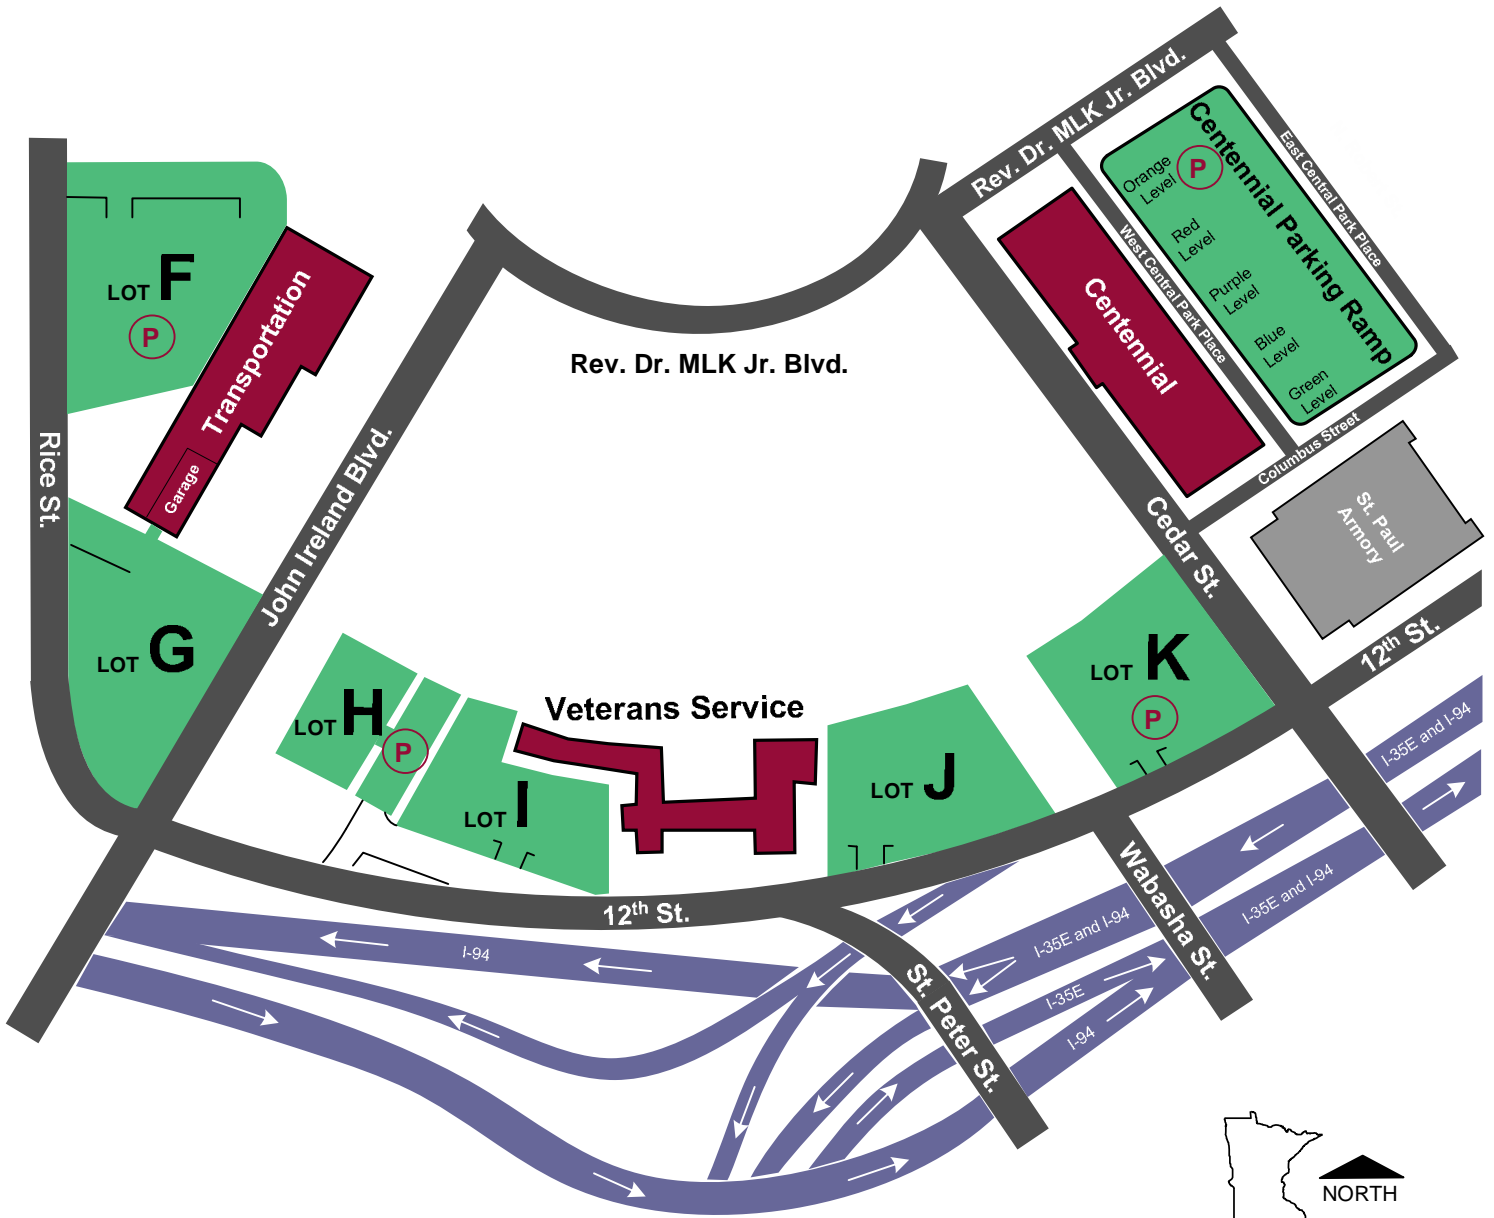 Rev. Dr. MLK Jr. Blvd.
Centennial Parking Ramp
P
Orange
Level
Red
Level
Purple
Level
Blue
Level
Green
Level
East Central Park Place
West Central Park Place
Centennial
Columbus Street
St. Paul
Armory
LOT F
P
Transportation
Garage
Rice St.
John Ireland Blvd.
Rev. Dr. MLK Jr. Blvd.
Cedar St.
12th St.
LOT G
LOT H
P
LOT I
Veterans Service
LOT J
LOT K
P
12th St.
Wabasha St.
St. Peter St.
I-94
I-35E and I-94
I-35E and I-94
I-35E and I-94
I-35E
I-94
NORTH